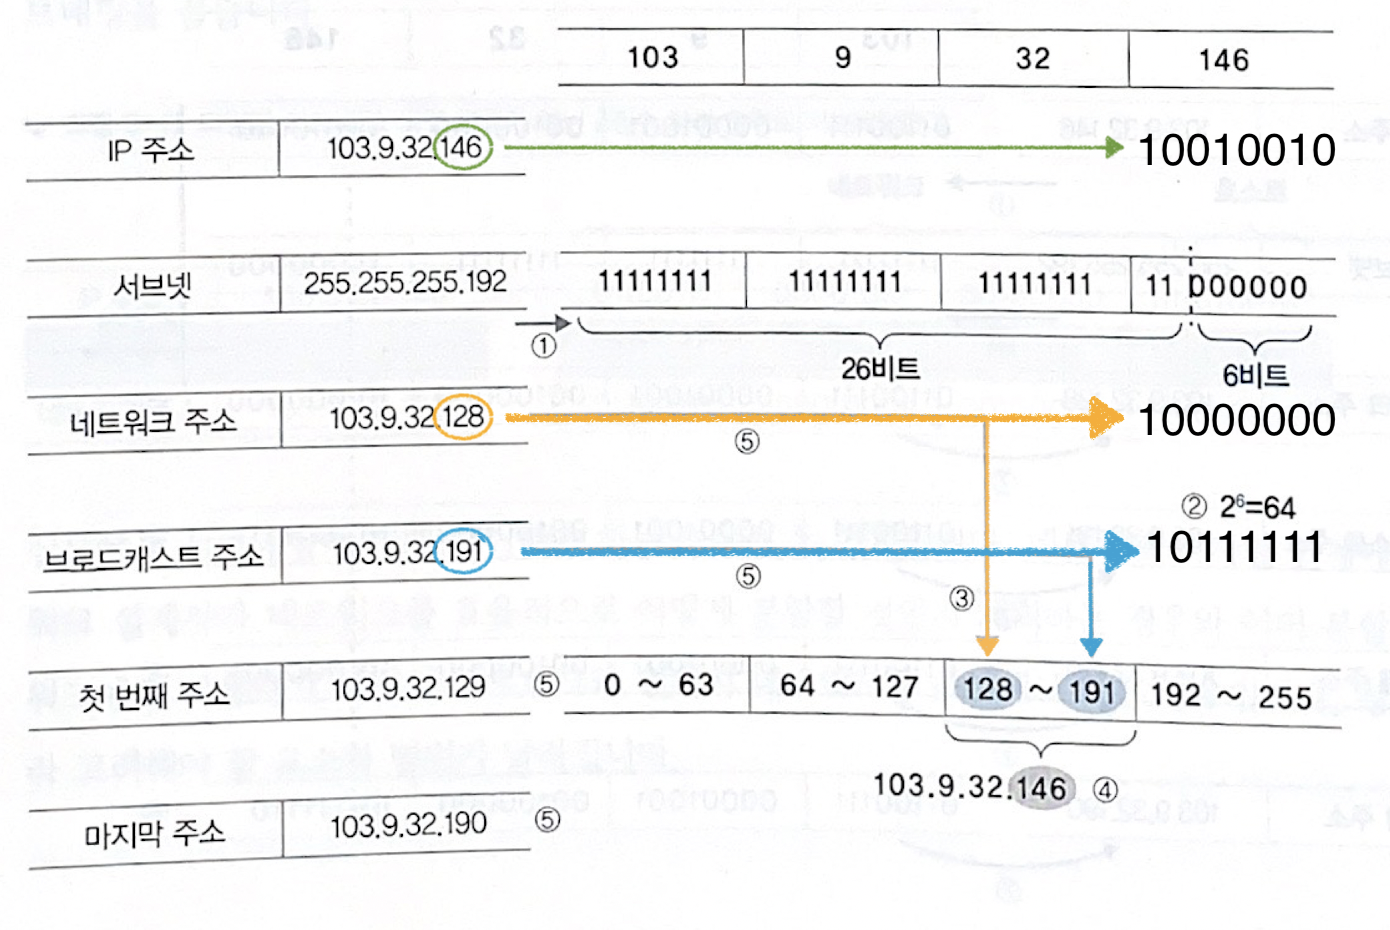 103 9 32 146
IP 주소 103.9.32.146 10010010
서브넷 255.255.255.192 11111111 11111111 11111111 11 000000
①
26비트 6비트
네트워크 주소 103.9.32.128 10000000
⑤
② 2⁶=64
브로드캐스트 주소 103.9.32.191 10111111
⑤
③
첫 번째 주소 103.9.32.129 ⑤ 0 ~ 63 64 ~ 127 128 ~ 191 192 ~ 255
103.9.32.146 ④
마지막 주소 103.9.32.190 ⑤